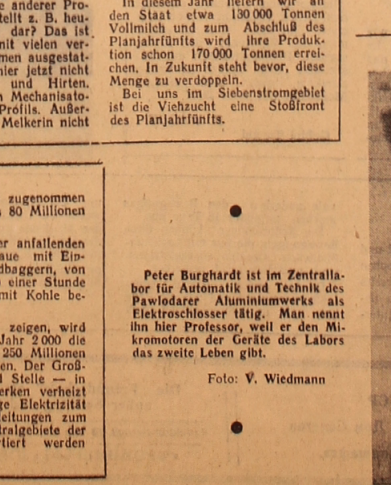 e anderer Pro-
tellt z. B. heu-
dar? Das ist
mit vielen ver-
men ausgestat-
hier jetzt nicht
und Hirten.
Mechanisato-
Profils. Außer-
Melkerin nicht
In diesem Jahr liefern wir an
den Staat etwa 130 000 Tonnen
Vollmilch und zum Abschluß des
Planjahrfünfts wird ihre Produk-
tion schon 170 000 Tonnen errei-
chen. In Zukunft steht bevor, diese
Menge zu verdoppeln.
Bei uns im Siebenstromgebiet
ist die Viehzucht eine Stoßfront
des Planjahrfünfts.
zugenommen
80 Millionen
er anfallenden
aue mit Ein-
dbaggern, von
einer Stunde
mit Kohle be-
zeigen, wird
Jahr 2 000 die
250 Millionen
en. Der Groß-
Stelle — in
erken verheizt
ge Elektrizität
leitungen zum
tralgebiete der
rtiert werden
Peter Burghardt ist im Zentralla-
bor für Automatik und Technik des
Pawlodarer Aluminiumwerks als
Elektroschlosser tätig. Man nennt
ihn hier Professor, weil er den Mi-
kromotoren der Geräte des Labors
das zweite Leben gibt.
Foto: V. Wiedmann